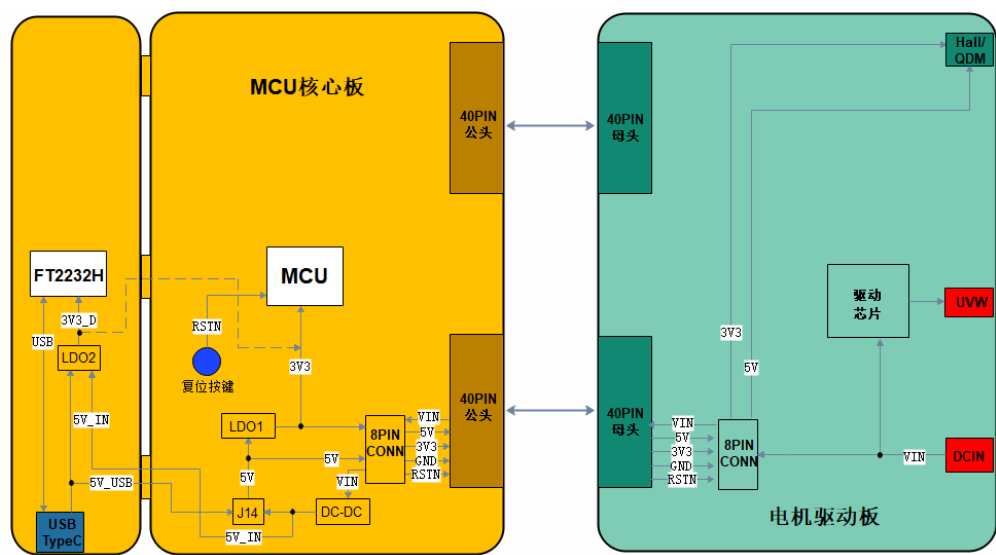 MCU核心板
40PIN
公头
40PIN
母头
Hall/
QDM
FT2232H
MCU
驱动
芯片
UVW
3V3_D
RSTN
USB
LDO2
复位按键
3V3
3V3
5V
40PIN
公头
40PIN
母头
5V_IN
LDO1
8PIN
CONN
VIN
5V
3V3
GND
RSTN
VIN
5V
3V3
GND
RSTN
8PIN
CONN
VIN
DCIN
5V
5V
VIN
5V_USB
USB
TypeC
J14
DC-DC
5V_IN
电机驱动板